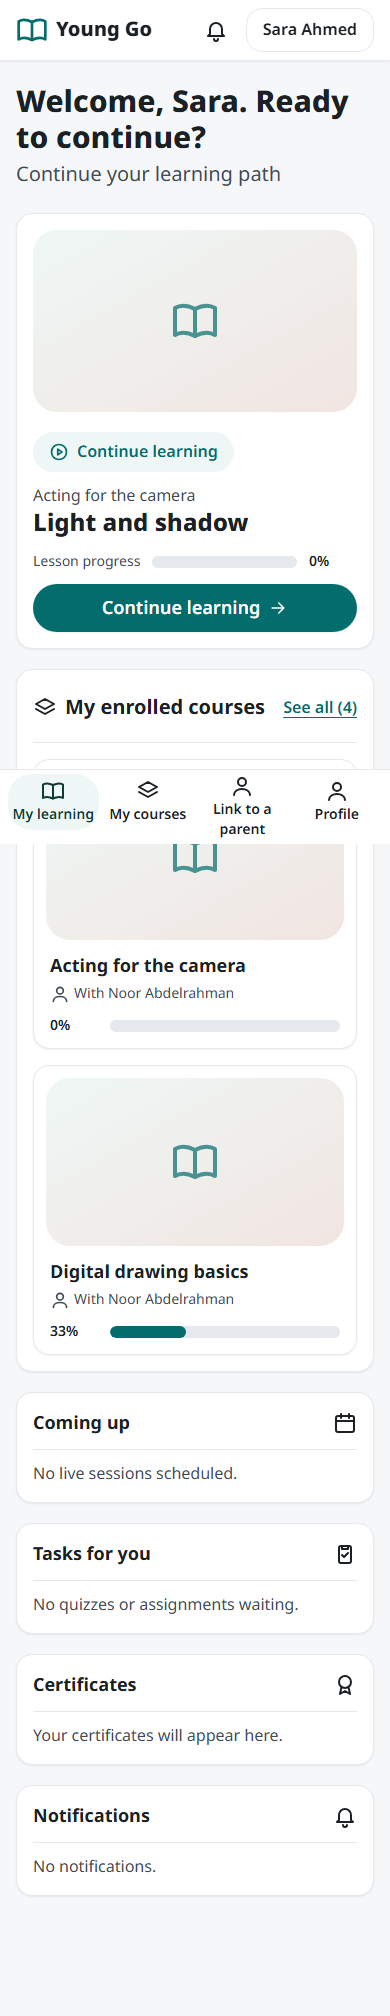 Young Go
Sara Ahmed
Welcome, Sara. Ready
to continue?
Continue your learning path
Continue learning
Acting for the camera
Light and shadow
Lesson progress 0%
Continue learning →
My enrolled courses See all (4)
My learning
My courses
Link to a
parent
Profile
Acting for the camera
With Noor Abdelrahman
0%
Digital drawing basics
With Noor Abdelrahman
33%
Coming up
No live sessions scheduled.
Tasks for you
No quizzes or assignments waiting.
Certificates
Your certificates will appear here.
Notifications
No notifications.